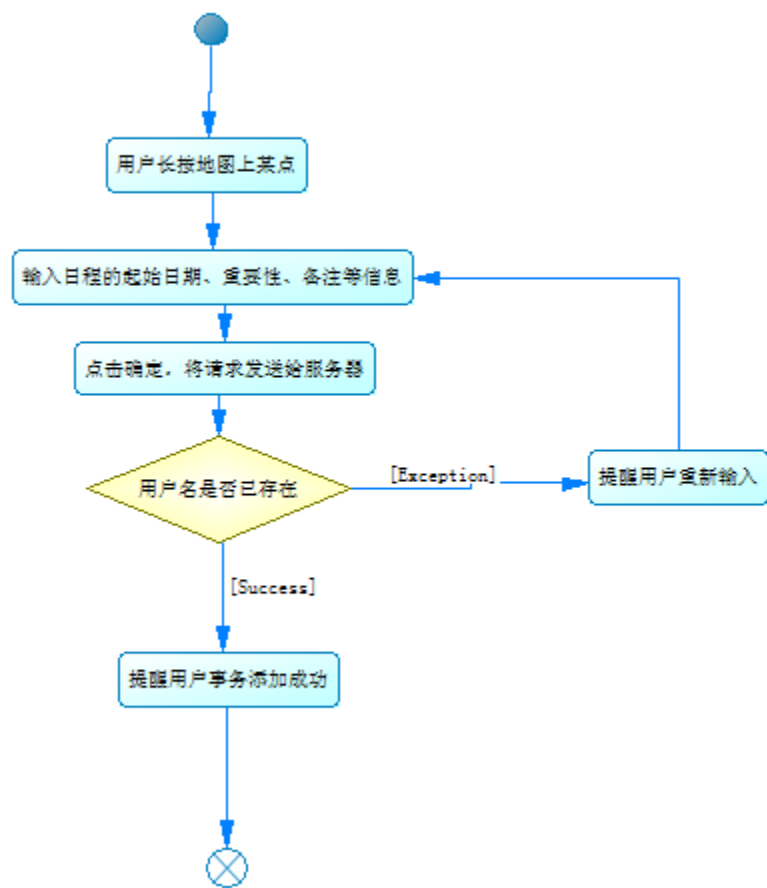 用户长按地图上某点
输入日程的起始日期、重要性、备注等信息
点击确定，将请求发送给服务器
用户名是否已存在
[Exception]
提醒用户重新输入
[Success]
提醒用户事务添加成功